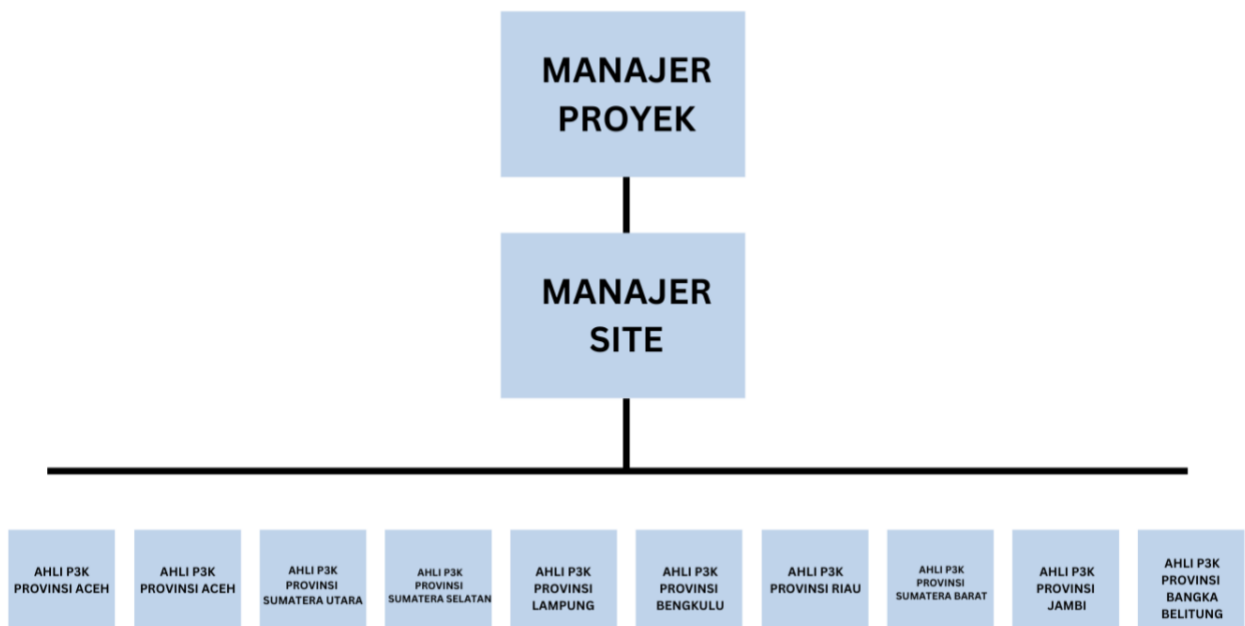 MANAJER
PROYEK
MANAJER
SITE
AHLI P3K
PROVINSI ACEH
AHLI P3K
PROVINSI ACEH
AHLI P3K
PROVINSI
SUMATERA UTARA
AHLI P3K
PROVINSI
SUMATERA SELATAN
AHLI P3K
PROVINSI
LAMPUNG
AHLI P3K
PROVINSI
BENGKULU
AHLI P3K
PROVINSI RIAU
AHLI P3K
PROVINSI
SUMATERA BARAT
AHLI P3K
PROVINSI
JAMBI
AHLI P3K
PROVINSI
BANGKA
BELITUNG